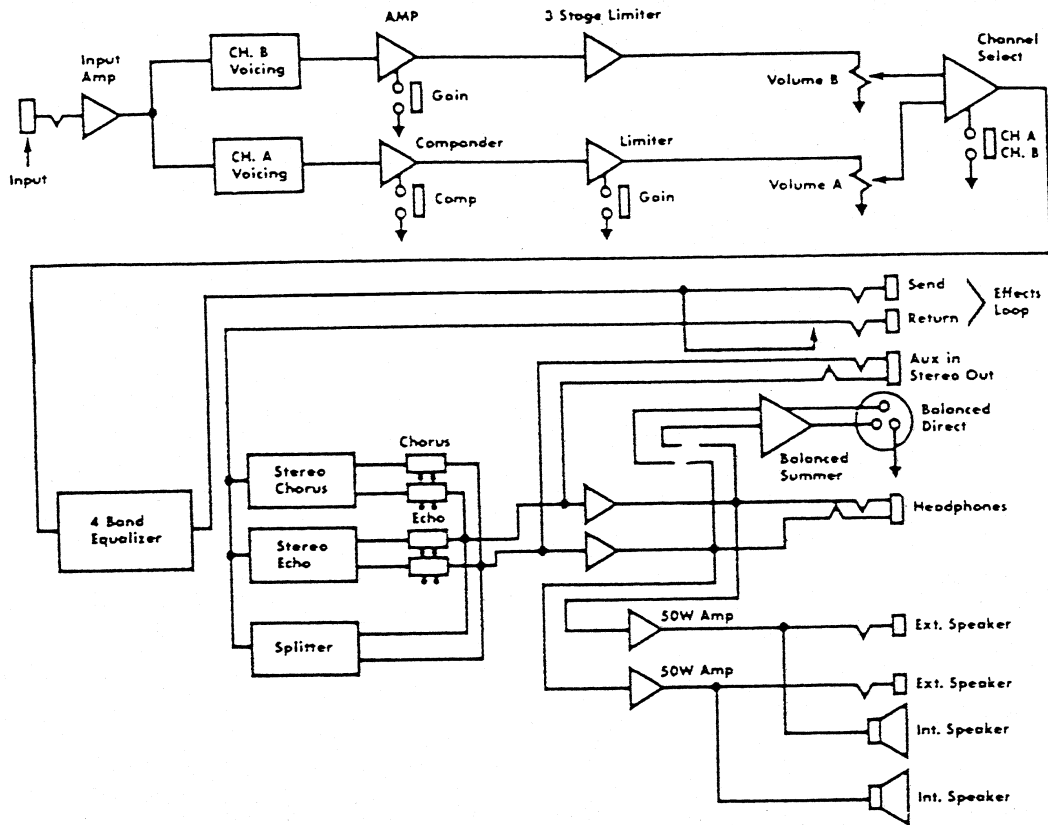 AMP
3 Stage Limiter
Channel
Select
Input
Amp
CH. B
Voicing
Volume B
Gain
Compander
Limiter
CH A
CH. B
Input
CH. A
Voicing
Comp
Gain
Volume A
Send
Return
Effects
Loop
Aux in
Stereo Out
Balanced
Direct
Balanced
Summer
Chorus
Stereo
Chorus
Echo
Headphones
4 Band
Equalizer
Stereo
Echo
50W Amp
Ext. Speaker
Splitter
50W Amp
Ext. Speaker
Int. Speaker
Int. Speaker